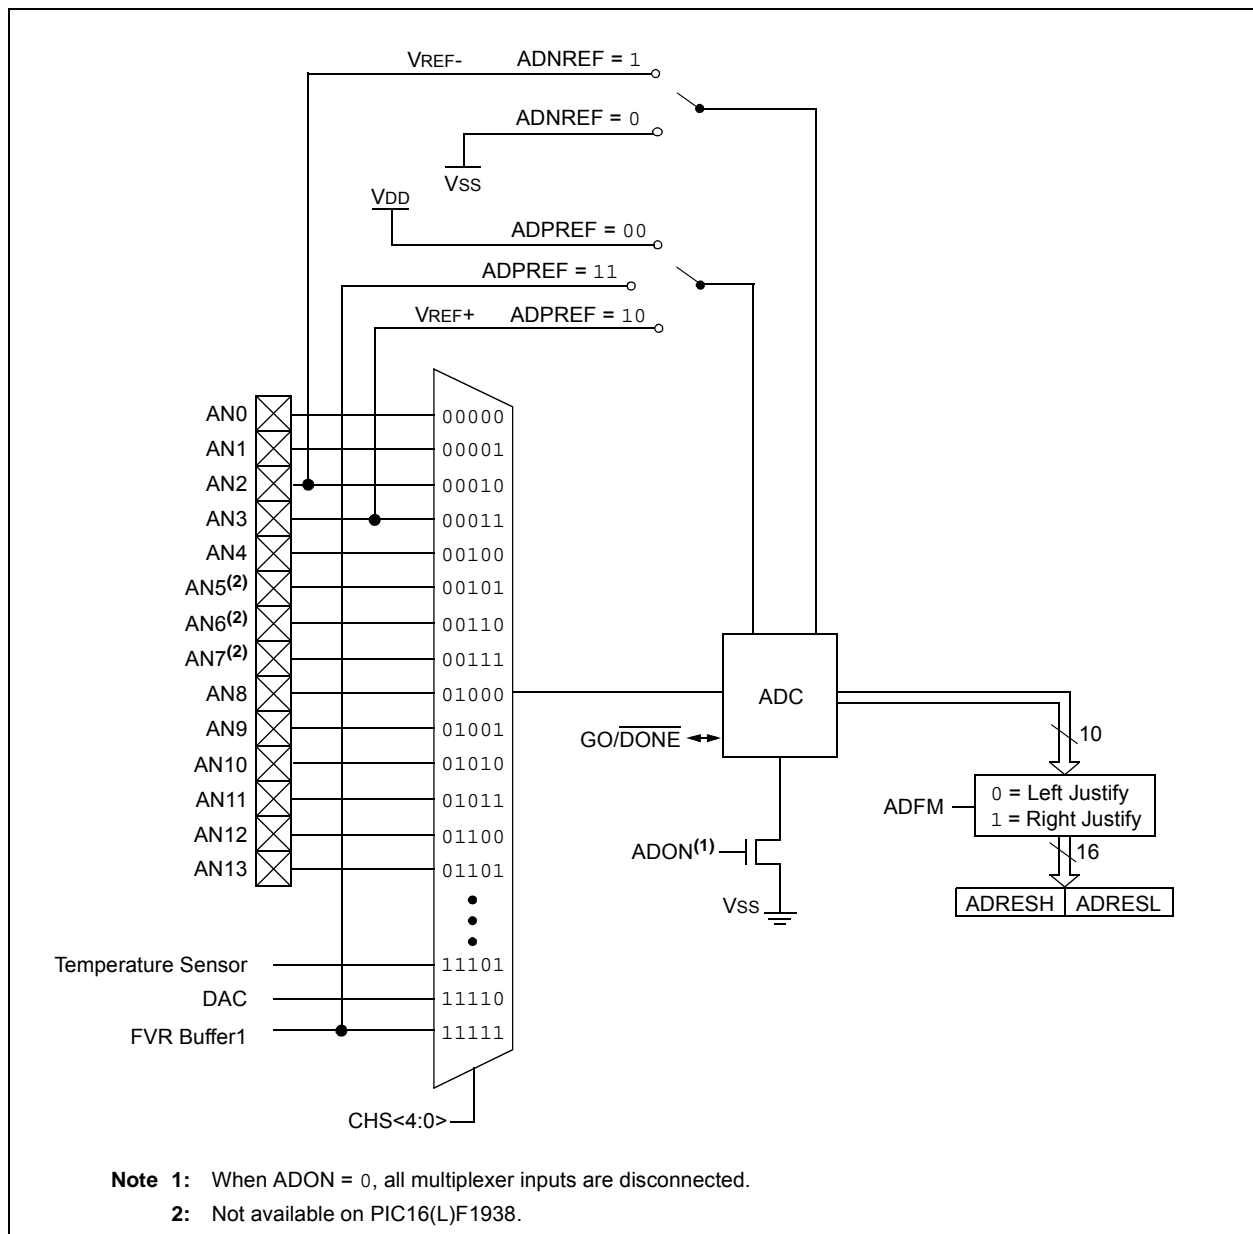 VREF- ADNREF = 1
ADNREF = 0
VSS
VDD
ADPREF = 00
ADPREF = 11
VREF+ ADPREF = 10
AN0 00000
AN1 00001
AN2 00010
AN3 00011
AN4 00100
AN5(2) 00101
AN6(2) 00110
AN7(2) 00111
AN8 01000
AN9 01001
AN10 01010
AN11 01011
AN12 01100
AN13 01101
Temperature Sensor 11101
DAC 11110
FVR Buffer1 11111
CHS<4:0>
ADC
GO/DONE
10
ADFM
0 = Left Justify
1 = Right Justify
16
ADON(1)
VSS
ADRESH ADRESL
Note 1: When ADON = 0, all multiplexer inputs are disconnected.
2: Not available on PIC16(L)F1938.